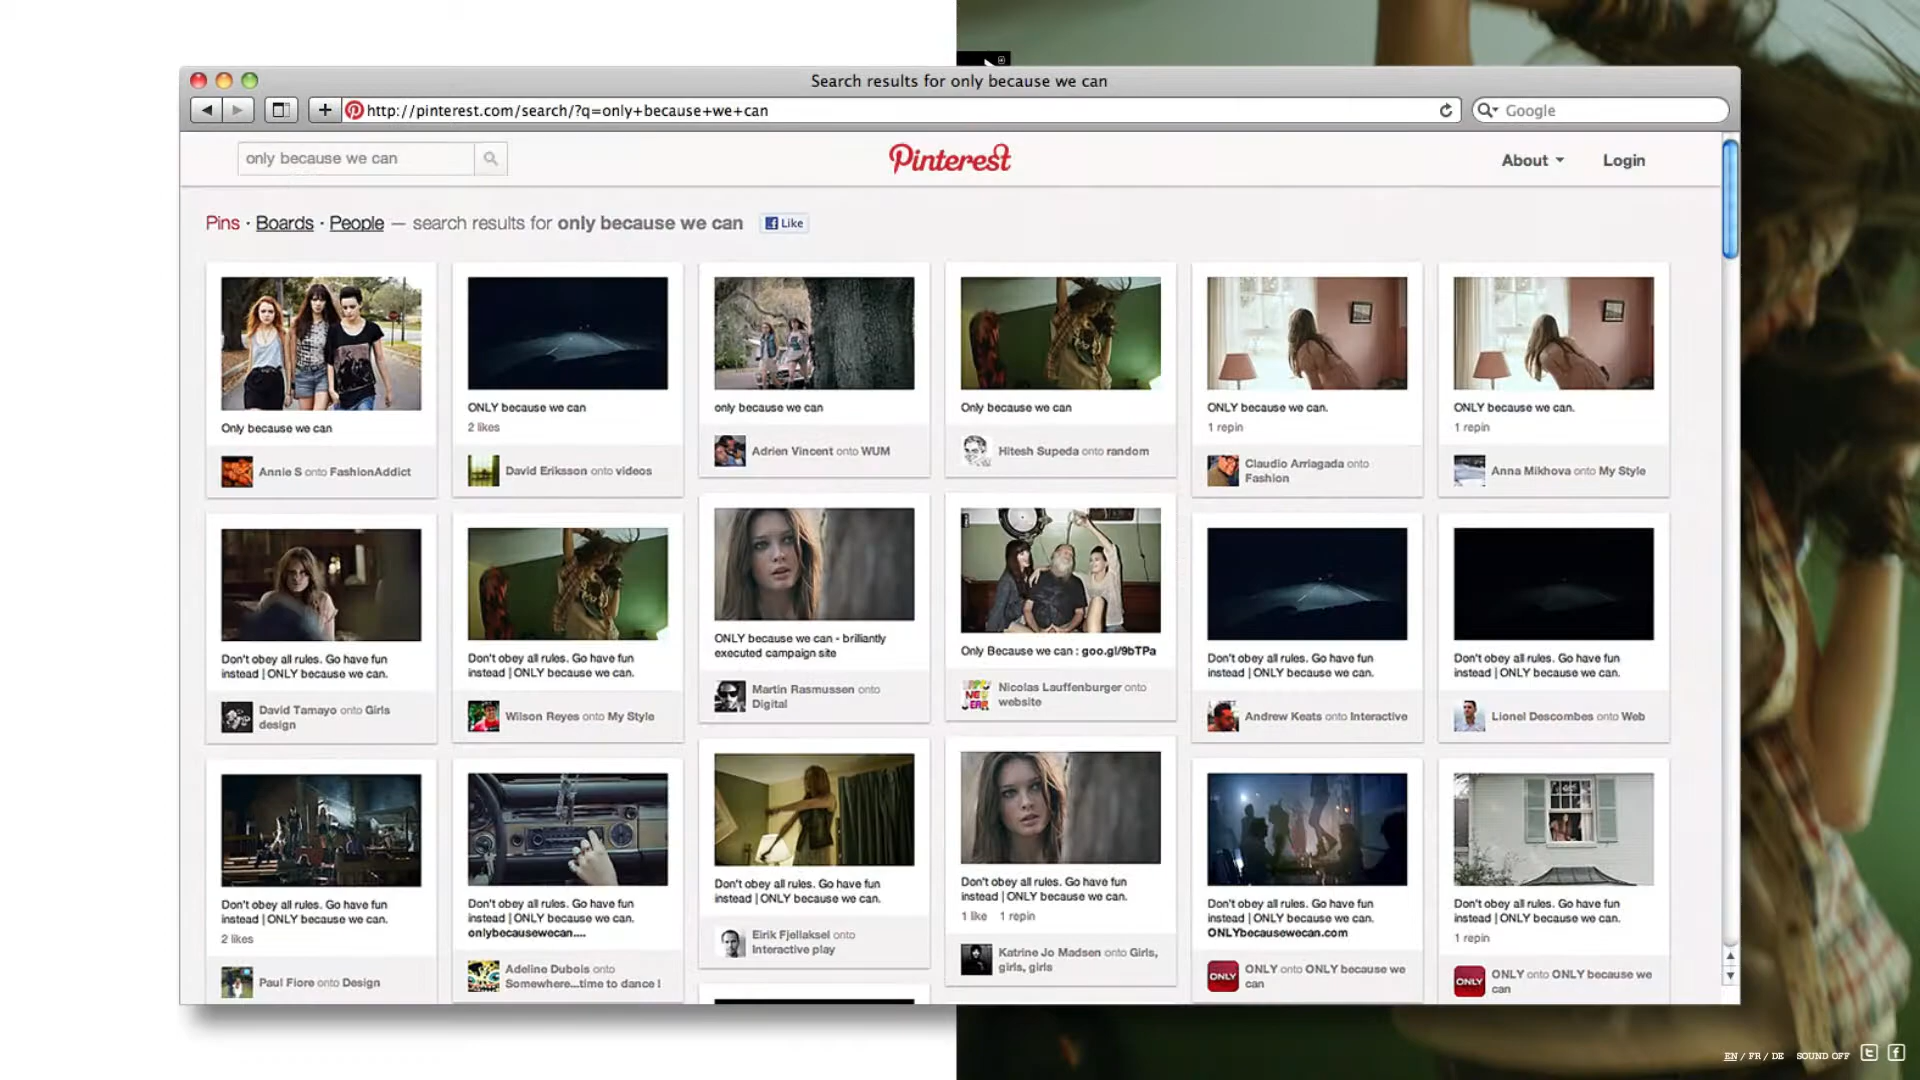 Search results for only because we can
http://pinterest.com/search/?q=only+because+we+can
Google
only because we can
Pinterest
About
Login
Pins · Boards · People — search results for only because we can
Like
Only because we can
Annie S onto FashionAddict
ONLY because we can
2 likes
David Eriksson onto videos
only because we can
Adrien Vincent onto WUM
Only because we can
Hitesh Supeda onto random
ONLY because we can.
1 repin
Claudio Arriagada onto
Fashion
ONLY because we can.
1 repin
Anna Mikhova onto My Style
Don't obey all rules. Go have fun
instead | ONLY because we can.
David Tamayo onto Girls
design
Don't obey all rules. Go have fun
instead | ONLY because we can.
Wilson Reyes onto My Style
ONLY because we can - brilliantly
executed campaign site
Martin Rasmussen onto
Digital
Only Because we can : goo.gl/9bTPa
Nicolas Lauffenburger onto
website
Don't obey all rules. Go have fun
instead | ONLY because we can.
Andrew Keats onto Interactive
Don't obey all rules. Go have fun
instead | ONLY because we can.
Lionel Descombes onto Web
Don't obey all rules. Go have fun
instead | ONLY because we can.
2 likes
Paul Fiore onto Design
Don't obey all rules. Go have fun
instead | ONLY because we can.
onlybecausewecan....
Adeline Dubois onto
Somewhere...time to dance !
Don't obey all rules. Go have fun
instead | ONLY because we can.
Eirik Fjellaksel onto
Interactive play
Don't obey all rules. Go have fun
instead | ONLY because we can.
1 like 1 repin
Katrine Jo Madsen onto Girls,
girls, girls
Don't obey all rules. Go have fun
instead | ONLY because we can.
ONLYbecausewecan.com
ONLY
ONLY onto ONLY because we
can
Don't obey all rules. Go have fun
instead | ONLY because we can.
1 repin
ONLY
ONLY onto ONLY because we
can
EN / FR / DE SOUND OFF